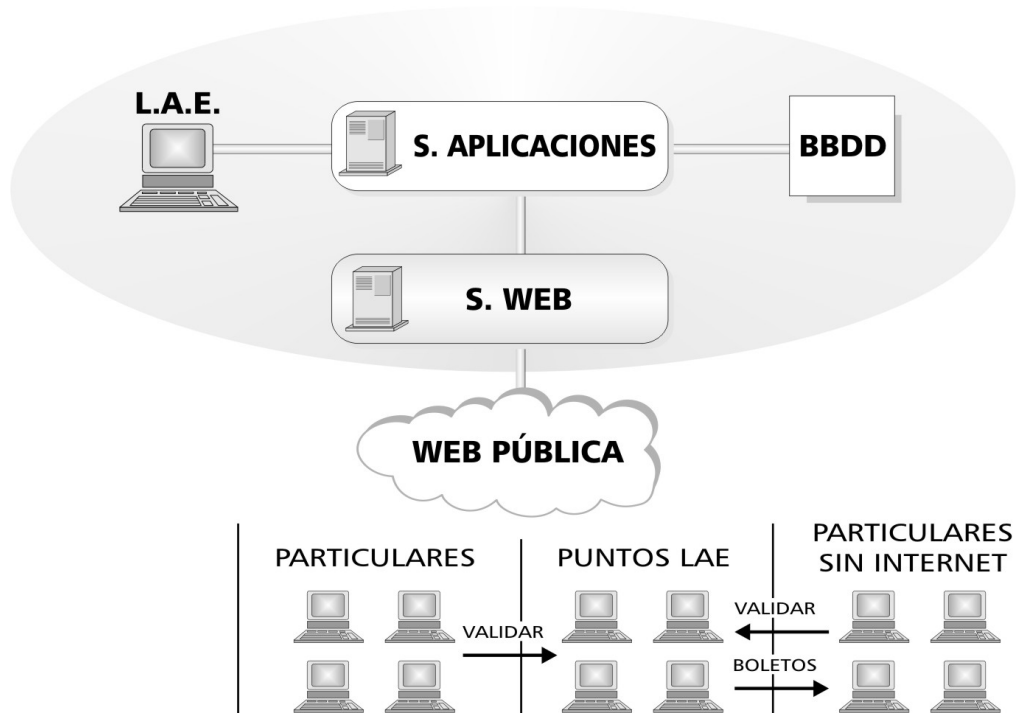 L.A.E.
S. APLICACIONES
BBDD
S. WEB
WEB PÚBLICA
PARTICULARES
PUNTOS LAE
PARTICULARES
SIN INTERNET
VALIDAR
VALIDAR
BOLETOS